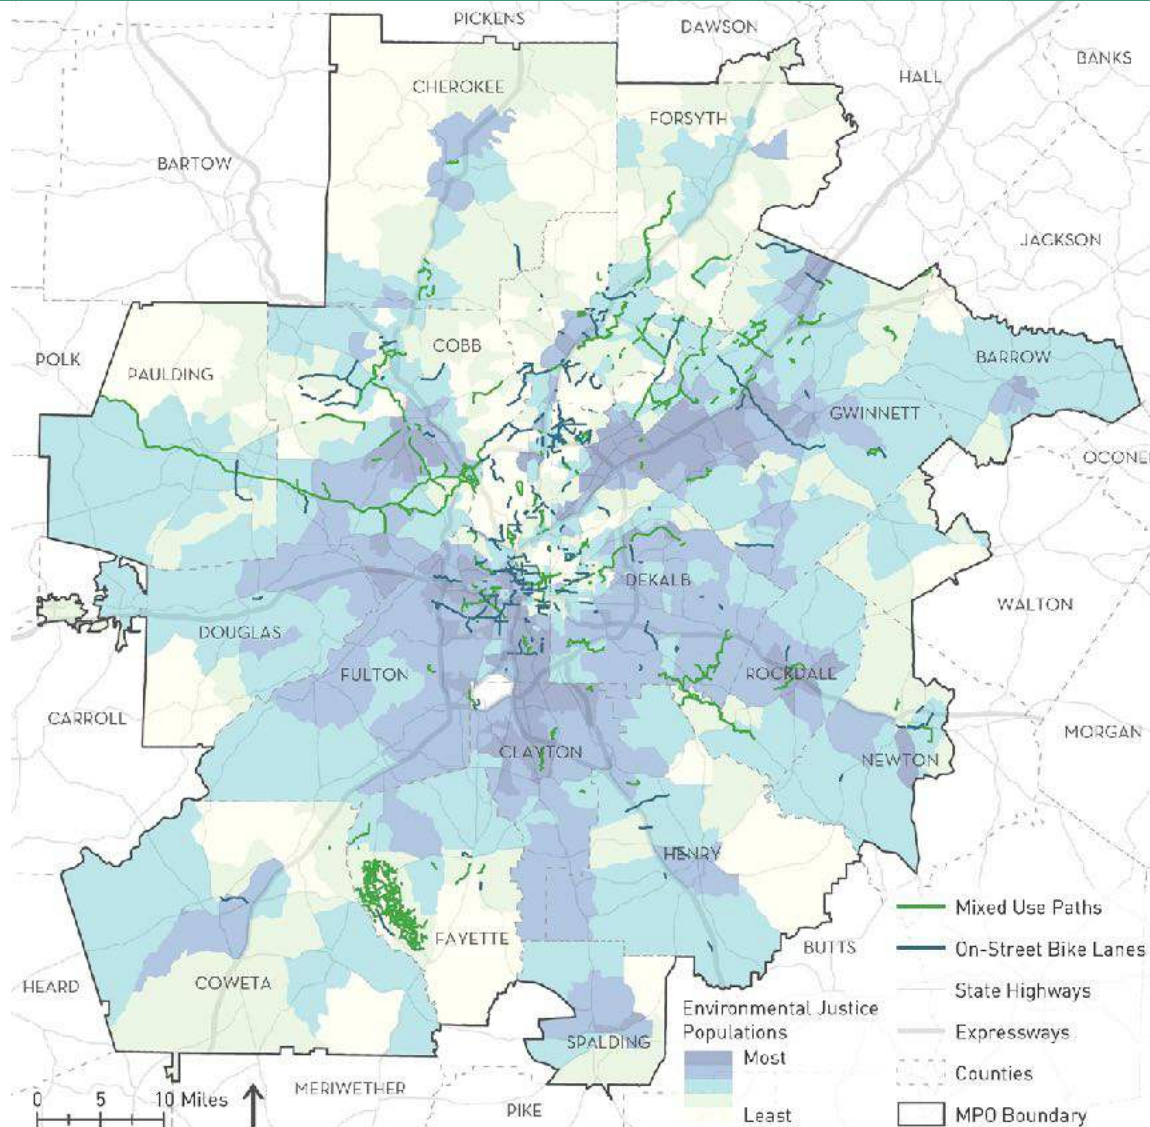 PICKENS
DAWSON
BANKS
HALL
CHEROKEE
FORSYTH
BARTOW
JACKSON
COBB
BARROW
POLK
PAULDING
GWINNETT
OCONE
DEKALB
WALTON
DOUGLAS
FULTON
ROCKDALE
CARROLL
MORGAN
CLAYTON
NEWTON
HENRY
Mixed Use Paths
FAYETTE
BUTTS
On-Street Bike Lanes
HEARD
COWETA
State Highways
Environmental Justice
Populations
Expressways
SPALDING
Most
Counties
MERIWETHER
0 5 10 Miles
PIKE
Least
MPO Boundary